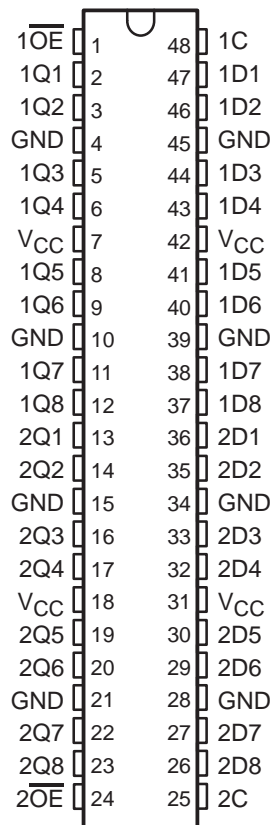 1O̅E̅ 1 48 1C
1Q1 2 47 1D1
1Q2 3 46 1D2
GND 4 45 GND
1Q3 5 44 1D3
1Q4 6 43 1D4
VCC 7 42 VCC
1Q5 8 41 1D5
1Q6 9 40 1D6
GND 10 39 GND
1Q7 11 38 1D7
1Q8 12 37 1D8
2Q1 13 36 2D1
2Q2 14 35 2D2
GND 15 34 GND
2Q3 16 33 2D3
2Q4 17 32 2D4
VCC 18 31 VCC
2Q5 19 30 2D5
2Q6 20 29 2D6
GND 21 28 GND
2Q7 22 27 2D7
2Q8 23 26 2D8
2O̅E̅ 24 25 2C